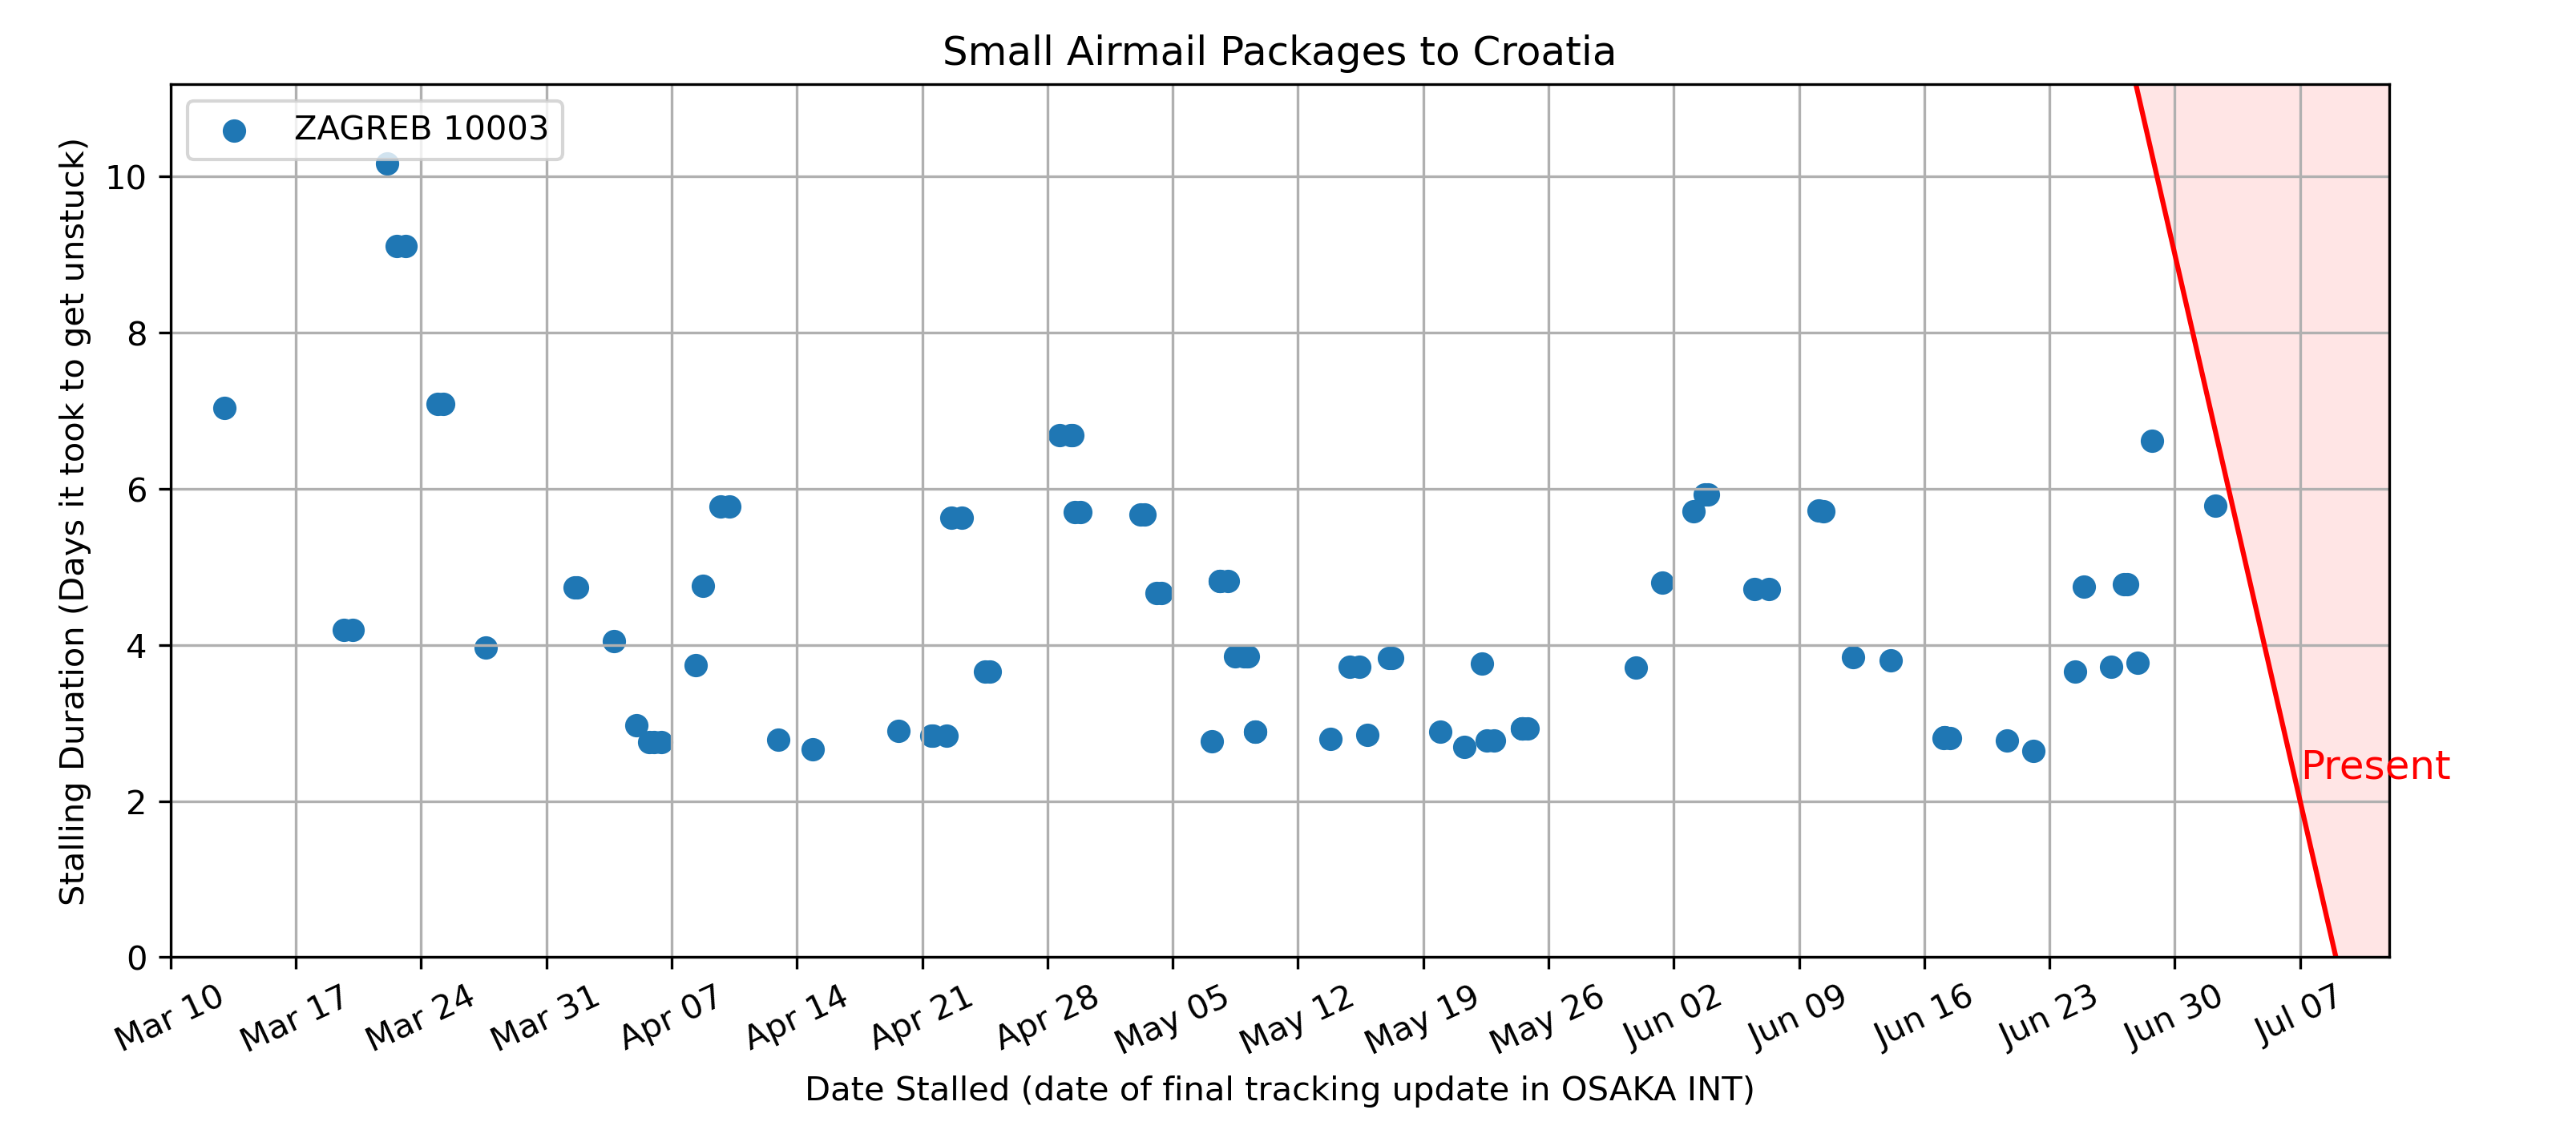 Small Airmail Packages to Croatia
ZAGREB 10003
Stalling Duration (Days it took to get unstuck)
10
8
6
4
2
0
Present
Mar 10
Mar 17
Mar 24
Mar 31
Apr 07
Apr 14
Apr 21
Apr 28
May 05
May 12
May 19
May 26
Jun 02
Jun 09
Jun 16
Jun 23
Jun 30
Jul 07
Date Stalled (date of final tracking update in OSAKA INT)